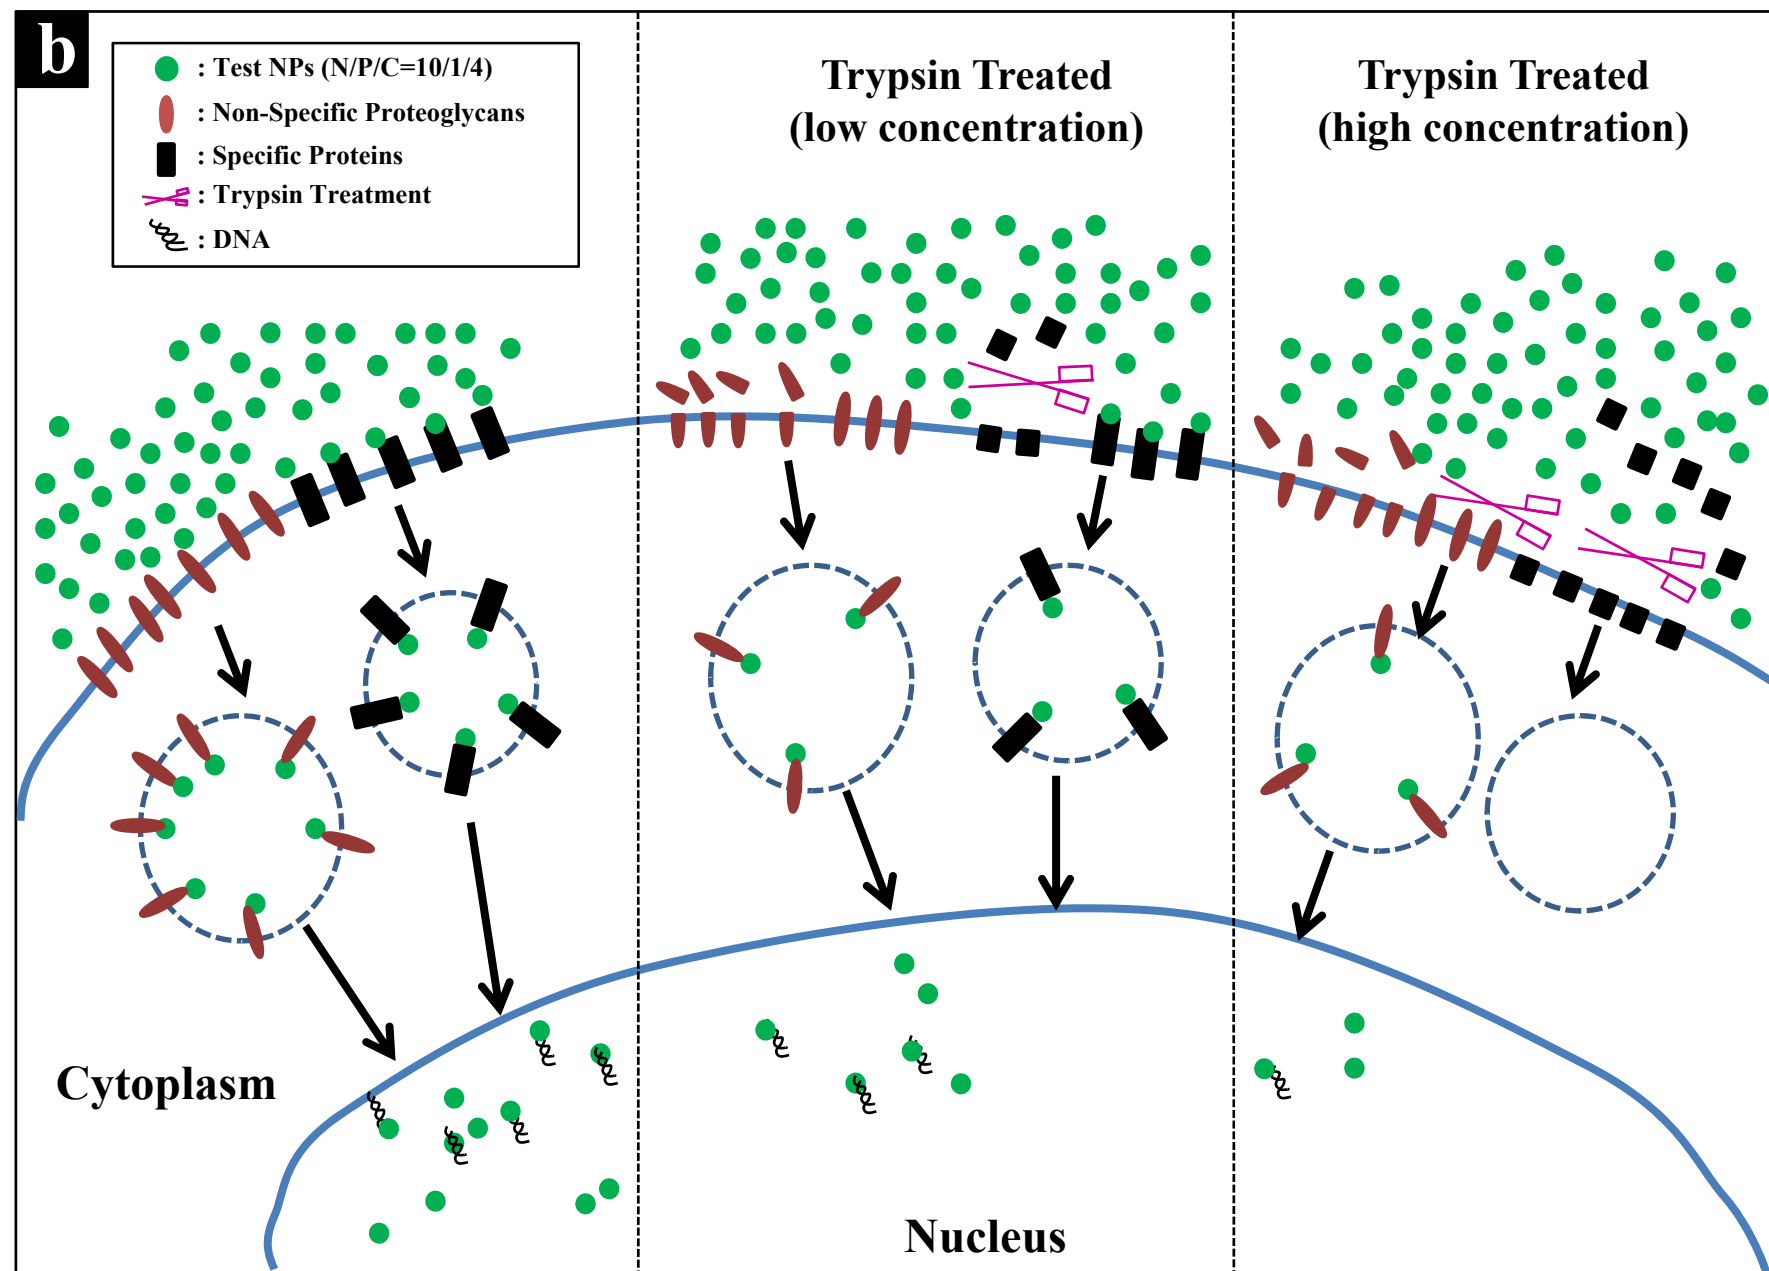 b
: Test NPs (N/P/C=10/1/4)
: Non-Specific Proteoglycans
: Specific Proteins
: Trypsin Treatment
: DNA
Trypsin Treated
(low concentration)
Trypsin Treated
(high concentration)
Cytoplasm
Nucleus